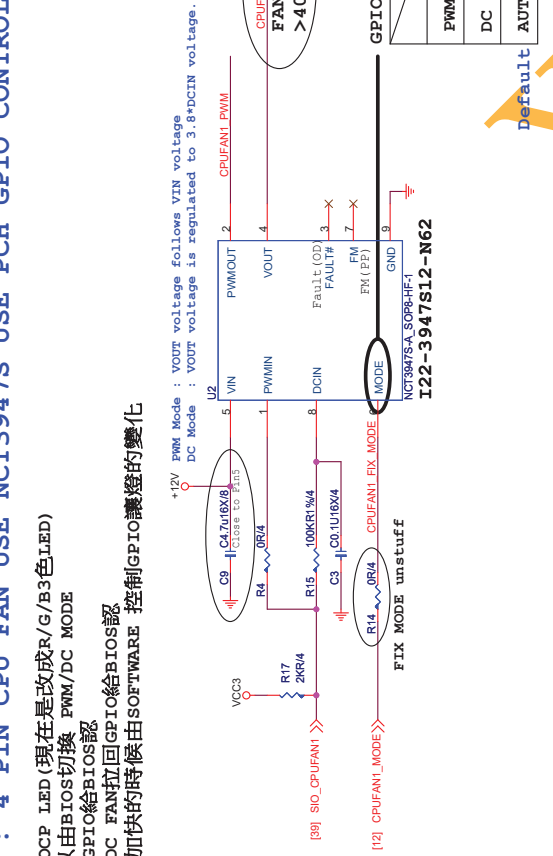 : 4 PIN CPU FAN USE NCT3947S USE PCH GPIO CONTROL
OCP LED(現在是改成R/G/B3色LED)
以由BIOS切換 PWM/DC MODE
GPIO給BIOS認
DC FAN拉回GPIO給BIOS認
加快的時候由SOFTWARE 控制GPIO讓燈的變化
PWM Mode : VOUT voltage follows VIN voltage
DC Mode : VOUT voltage is regulated to 3.8*DCIN voltage.
+12V
C9 C4.7u16X/8
Close to Pin5
R4 0R/4
VCC3
R17
2KR/4
R15 100KR1%/4
C3 C0.1U16X/4
[39] SIO_CPUFAN1
[12] CPUFAN1_MODE
R14 0R/4
CPUFAN1 FIX MODE
FIX MODE unstuff
U2
5 VIN
1 PWMIN
8 DCIN
6 MODE
PWMOUT 2
VOUT 4
Fault(OD)
FAULT# 3
FM 7
FM(PP)
GND 9
NCT3947S-A_SOP8-HF-1
I22-3947S12-N62
CPUFAN1 PWM
CPUF
FAN
>40
GPIO
PWM
DC
AUT
Default